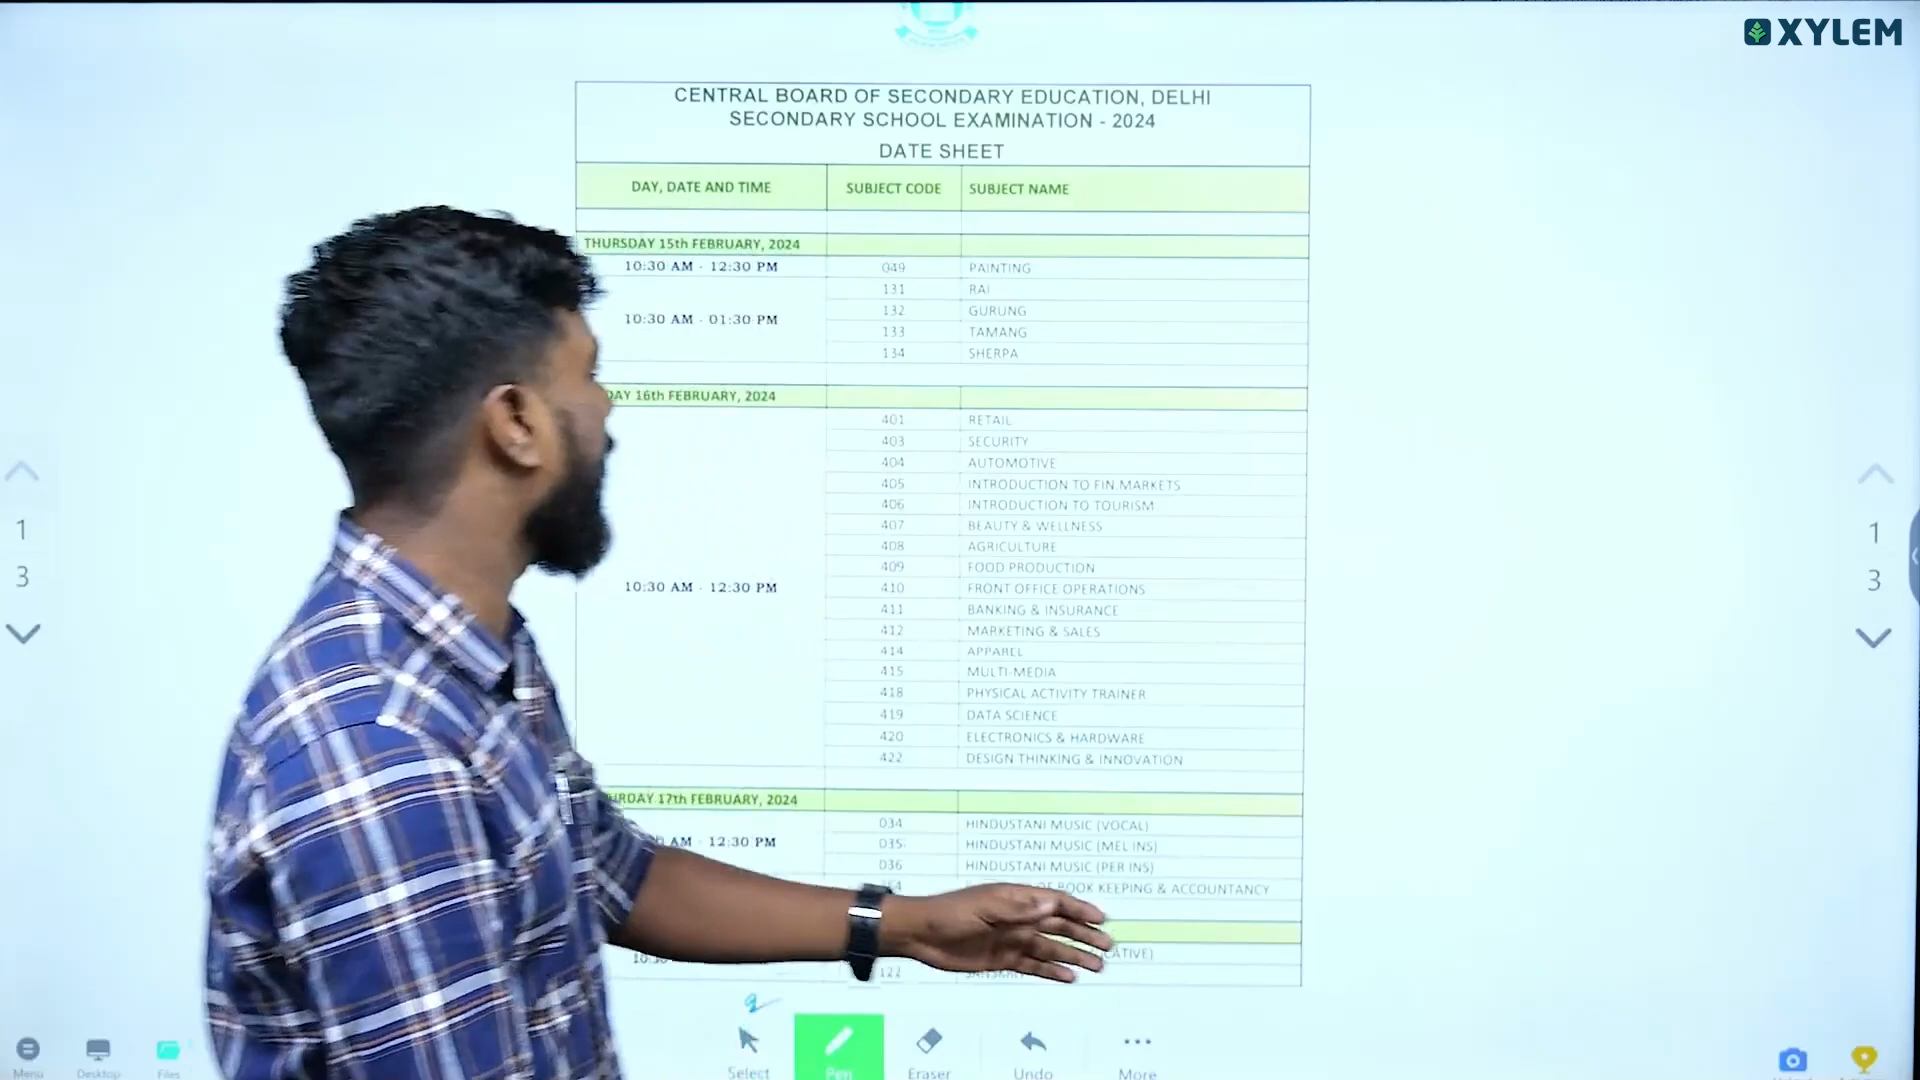 XYLEM
CENTRAL BOARD OF SECONDARY EDUCATION, DELHI
SECONDARY SCHOOL EXAMINATION - 2024
DATE SHEET
DAY, DATE AND TIME SUBJECT CODE SUBJECT NAME
THURSDAY 15th FEBRUARY, 2024
10:30 AM - 12:30 PM 049 PAINTING
131 RAI
10:30 AM - 01:30 PM
132 GURUNG
133 TAMANG
134 SHERPA
DAY 16th FEBRUARY, 2024
401 RETAIL
403 SECURITY
404 AUTOMOTIVE
405 INTRODUCTION TO FIN MARKETS
406 INTRODUCTION TO TOURISM
407 BEAUTY & WELLNESS
408 AGRICULTURE
409 FOOD PRODUCTION
10:30 AM - 12:30 PM 410 FRONT OFFICE OPERATIONS
411 BANKING & INSURANCE
412 MARKETING & SALES
414 APPAREL
415 MULTI-MEDIA
418 PHYSICAL ACTIVITY TRAINER
419 DATA SCIENCE
420 ELECTRONICS & HARDWARE
422 DESIGN THINKING & INNOVATION
RDAY 17th FEBRUARY, 2024
034 HINDUSTANI MUSIC (VOCAL)
AM - 12:30 PM 035 HINDUSTANI MUSIC (MEL INS)
036 HINDUSTANI MUSIC (PER INS)
BOOK KEEPING & ACCOUNTANCY
CATIVE)
122
1
3
1
3
Menu Desktop Files Select Pen Eraser Undo More